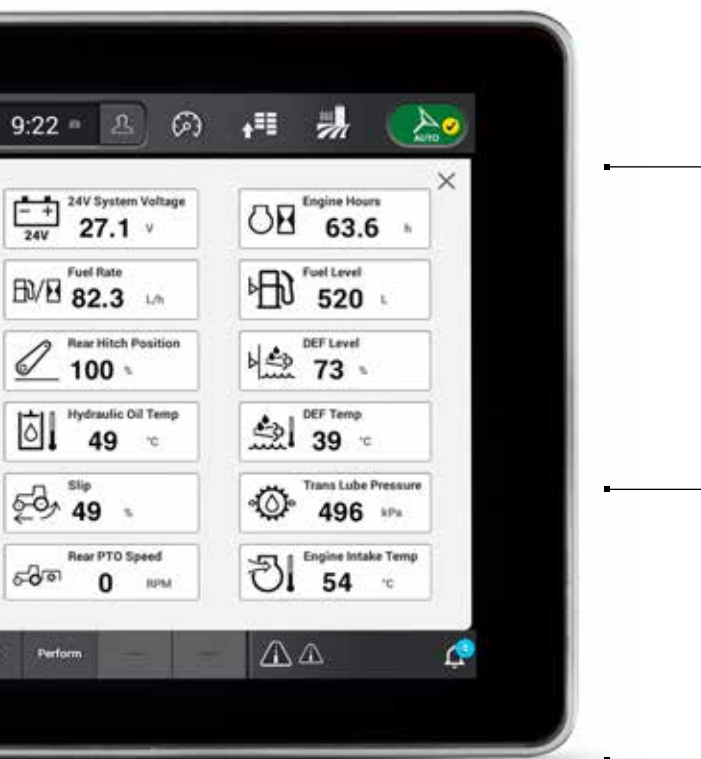 9:22
AUTO
24V System Voltage
24V
27.1 V
Engine Hours
63.6 h
Fuel Rate
82.3 L/h
Fuel Level
520 L
Rear Hitch Position
100 %
DEF Level
73 %
Hydraulic Oil Temp
49 °C
DEF Temp
39 °C
Slip
49 %
Trans Lube Pressure
496 kPa
Rear PTO Speed
0 RPM
Engine Intake Temp
54 °C
Perform